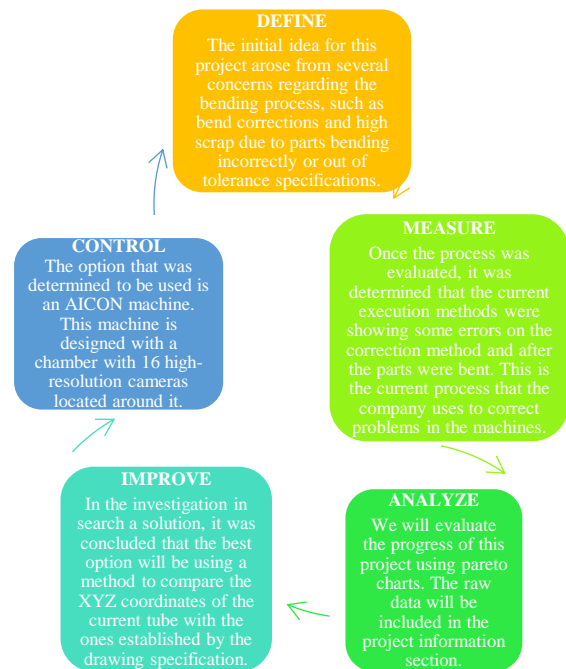 DEFINE
The initial idea for this
project arose from several
concerns regarding the
bending process, such as
bend corrections and high
scrap due to parts bending
incorrectly or out of
tolerance specifications.
MEASURE
Once the process was
evaluated, it was
determined that the current
execution methods were
showing some errors on the
correction method and after
the parts were bent. This is
the current process that the
company uses to correct
problems in the machines.
ANALYZE
We will evaluate
the progress of this
project using pareto
charts. The raw
data will be
included in the
project information
section.
IMPROVE
In the investigation in
search a solution, it was
concluded that the best
option will be using a
method to compare the
XYZ coordinates of the
current tube with the
ones established by the
drawing specification.
CONTROL
The option that was
determined to be used is
an AICON machine.
This machine is
designed with a
chamber with 16 high-
resolution cameras
located around it.